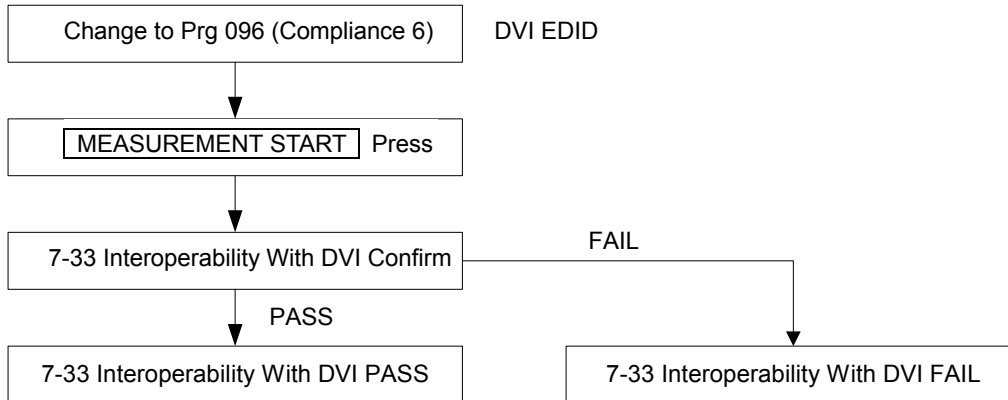 Change to Prg 096 (Compliance 6) DVI EDID
MEASUREMENT START Press
7-33 Interoperability With DVI Confirm
FAIL
PASS
7-33 Interoperability With DVI PASS
7-33 Interoperability With DVI FAIL